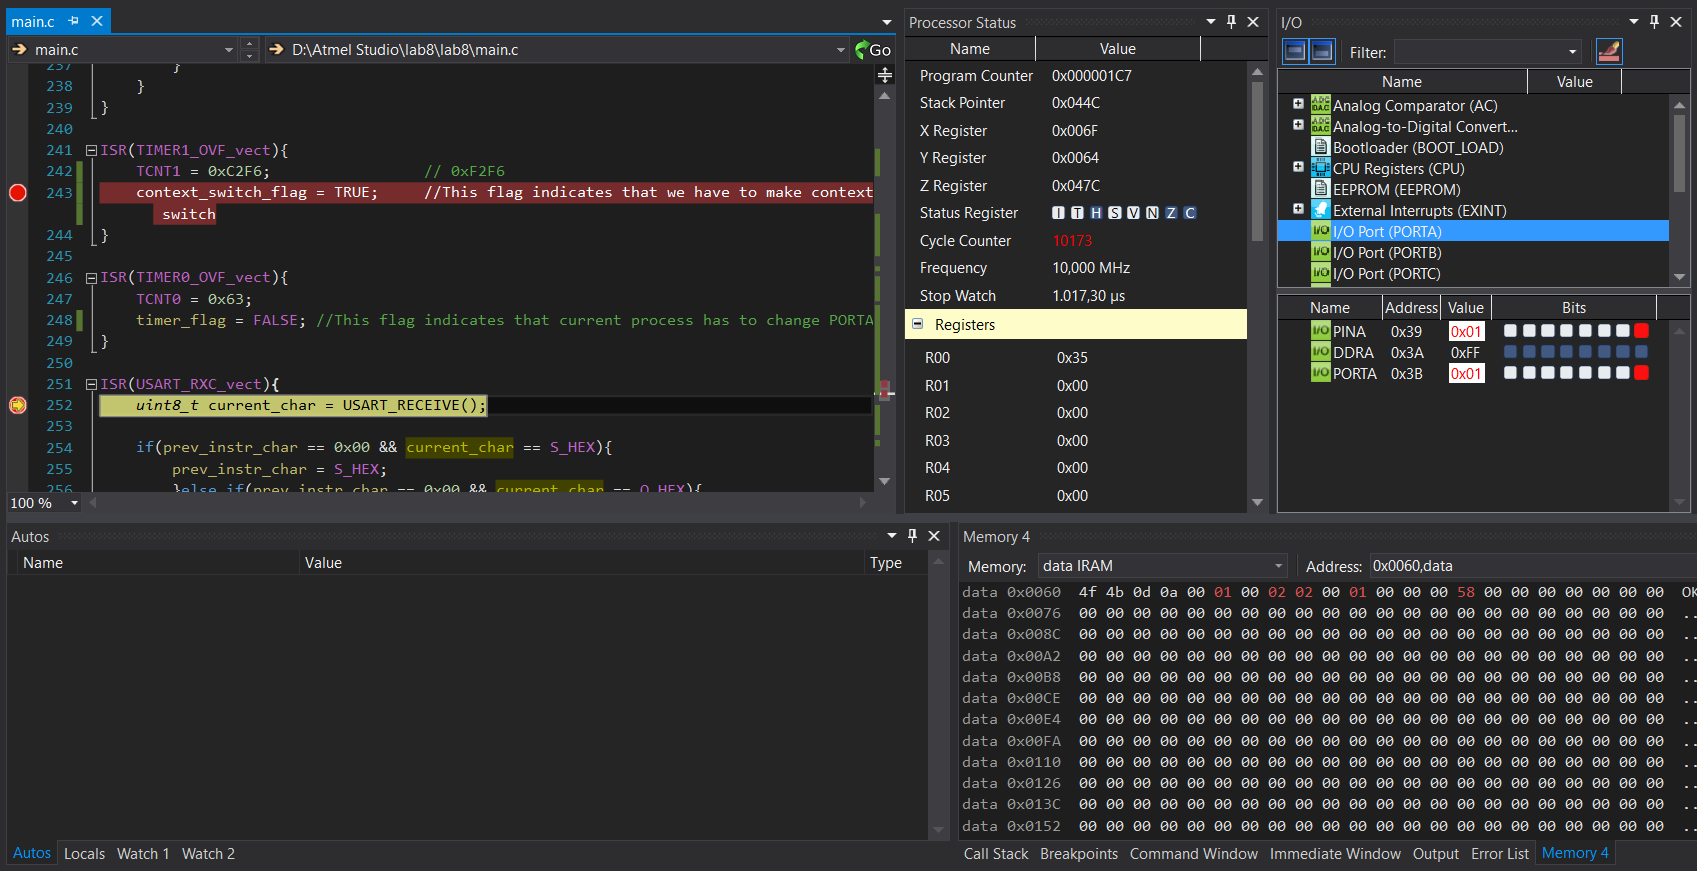 main.c
main.c
D:\Atmel Studio\lab8\lab8\main.c
Go
237 }
238 }
239 }
240
241 ISR(TIMER1_OVF_vect){
242 TCNT1 = 0xC2F6; // 0xF2F6
243 context_switch_flag = TRUE; //This flag indicates that we have to make context
switch
244 }
245
246 ISR(TIMER0_OVF_vect){
247 TCNT0 = 0x63;
248 timer_flag = FALSE; //This flag indicates that current process has to change PORTA
249 }
250
251 ISR(USART_RXC_vect){
252 uint8_t current_char = USART_RECEIVE();
253
254 if(prev_instr_char == 0x00 && current_char == S_HEX){
255 prev_instr_char = S_HEX;
256 }else if(prev_instr_char == 0x00 && current_char == Q_HEX){
100 %
Processor Status
Name Value
Program Counter 0x000001C7
Stack Pointer 0x044C
X Register 0x006F
Y Register 0x0064
Z Register 0x047C
Status Register I T H S V N Z C
Cycle Counter 10173
Frequency 10,000 MHz
Stop Watch 1.017,30 µs
Registers
R00 0x35
R01 0x00
R02 0x00
R03 0x00
R04 0x00
R05 0x00
I/O
Filter:
Name Value
Analog Comparator (AC)
Analog-to-Digital Convert...
Bootloader (BOOT_LOAD)
CPU Registers (CPU)
EEPROM (EEPROM)
External Interrupts (EXINT)
I/O Port (PORTA)
I/O Port (PORTB)
I/O Port (PORTC)
Name Address Value Bits
PINA 0x39 0x01
DDRA 0x3A 0xFF
PORTA 0x3B 0x01
Autos
Name Value Type
Autos Locals Watch 1 Watch 2
Memory 4
Memory: data IRAM Address: 0x0060,data
data 0x0060 4f 4b 0d 0a 00 01 00 02 02 00 01 00 00 00 58 00 00 00 00 00 00 00 OK
data 0x0076 00 00 00 00 00 00 00 00 00 00 00 00 00 00 00 00 00 00 00 00 00 00 ..
data 0x008C 00 00 00 00 00 00 00 00 00 00 00 00 00 00 00 00 00 00 00 00 00 00 ..
data 0x00A2 00 00 00 00 00 00 00 00 00 00 00 00 00 00 00 00 00 00 00 00 00 00 ..
data 0x00B8 00 00 00 00 00 00 00 00 00 00 00 00 00 00 00 00 00 00 00 00 00 00 ..
data 0x00CE 00 00 00 00 00 00 00 00 00 00 00 00 00 00 00 00 00 00 00 00 00 00 ..
data 0x00E4 00 00 00 00 00 00 00 00 00 00 00 00 00 00 00 00 00 00 00 00 00 00 ..
data 0x00FA 00 00 00 00 00 00 00 00 00 00 00 00 00 00 00 00 00 00 00 00 00 00 ..
data 0x0110 00 00 00 00 00 00 00 00 00 00 00 00 00 00 00 00 00 00 00 00 00 00 ..
data 0x0126 00 00 00 00 00 00 00 00 00 00 00 00 00 00 00 00 00 00 00 00 00 00 ..
data 0x013C 00 00 00 00 00 00 00 00 00 00 00 00 00 00 00 00 00 00 00 00 00 00 ..
data 0x0152 00 00 00 00 00 00 00 00 00 00 00 00 00 00 00 00 00 00 00 00 00 00 ..
Call Stack Breakpoints Command Window Immediate Window Output Error List Memory 4